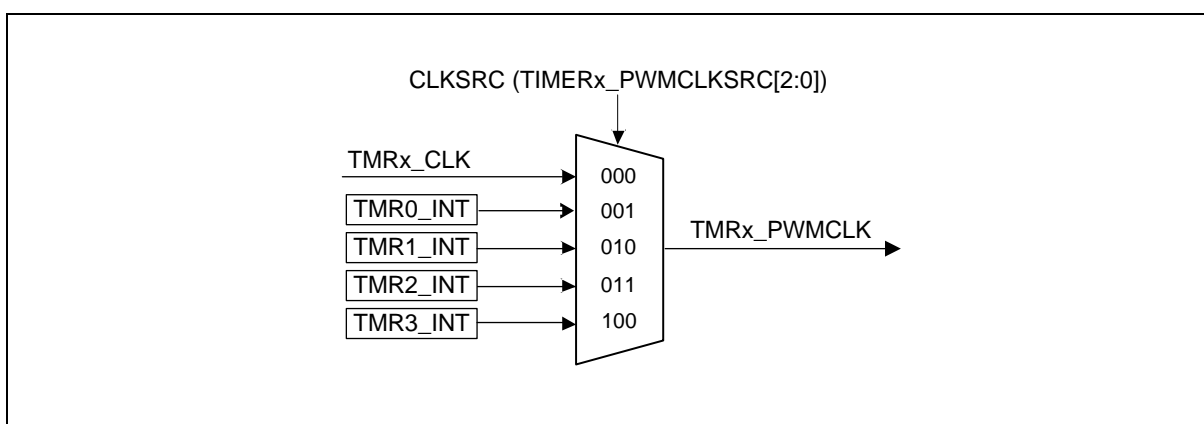 CLKSRC (TIMERx_PWMCLKSRC[2:0])
TMRx_CLK
000
TMR0_INT
001
TMRx_PWMCLK
TMR1_INT
010
TMR2_INT
011
TMR3_INT
100